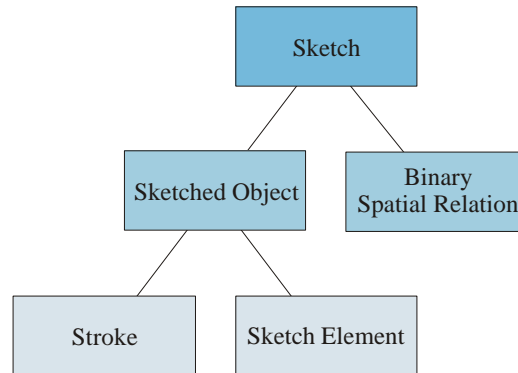 Sketch
Sketched Object
Binary
Spatial Relation
Stroke
Sketch Element